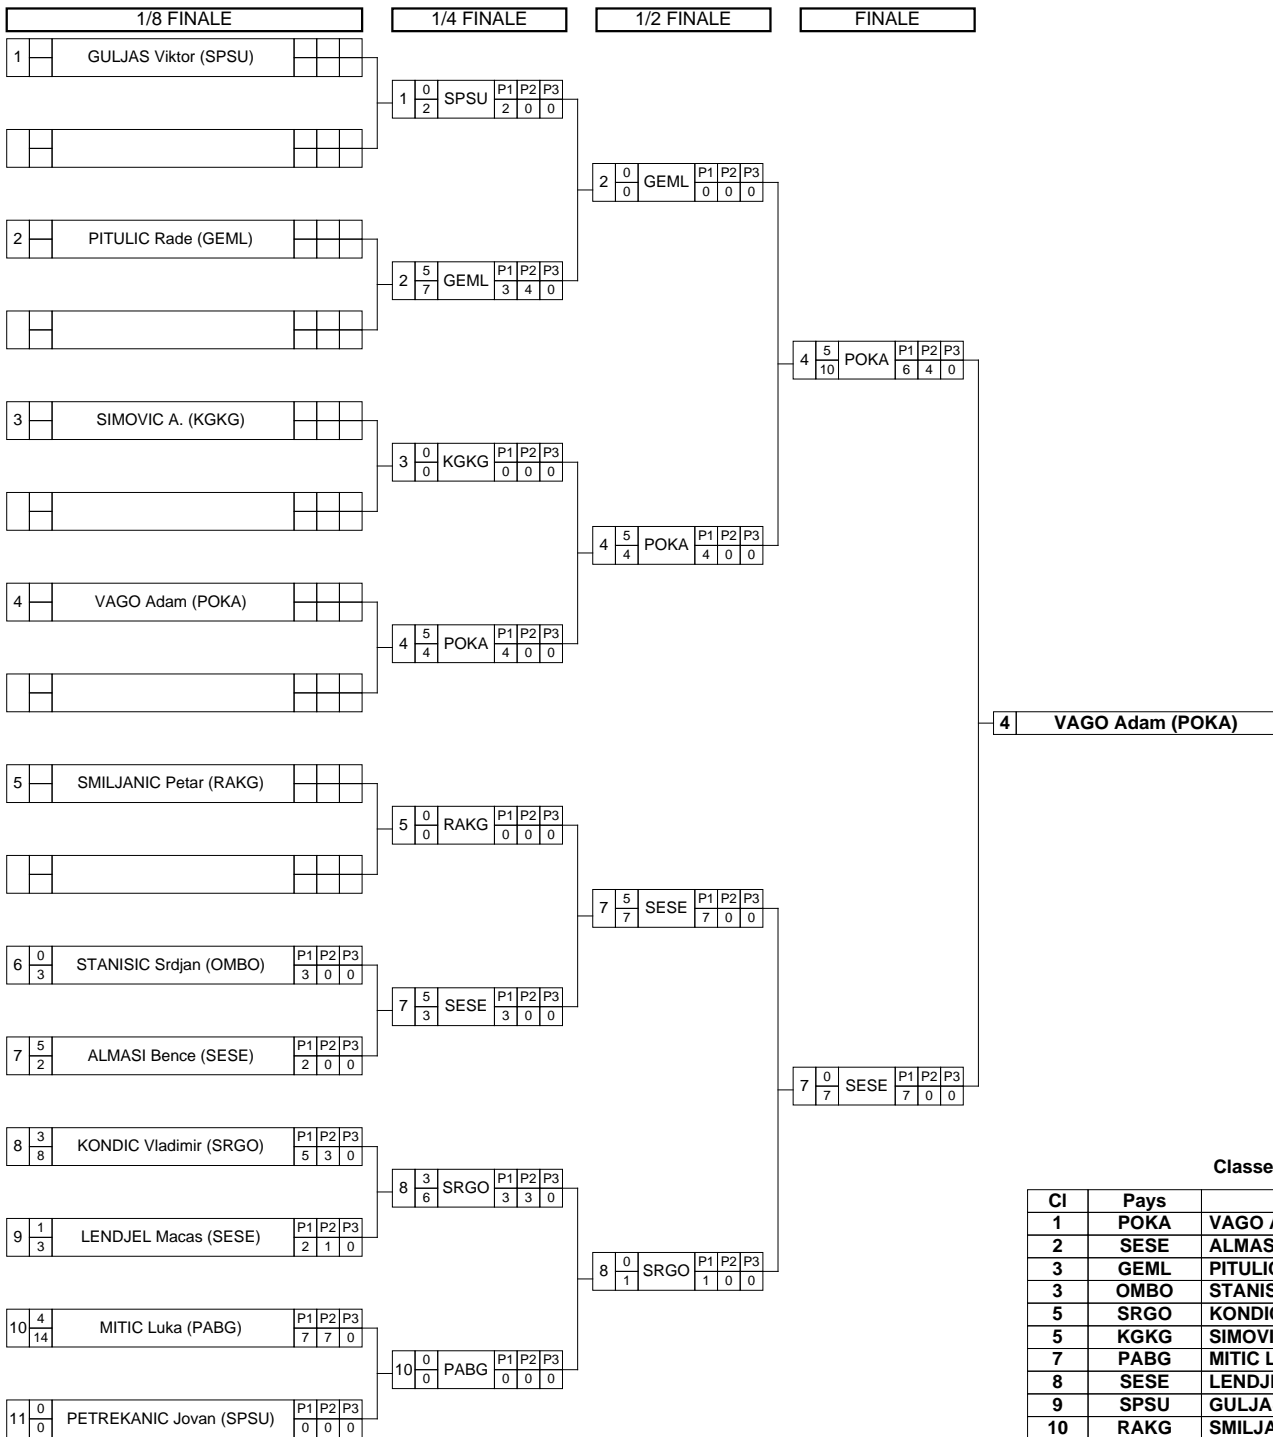 1/8 FINALE 1/4 FINALE 1/2 FINALE FINALE
1 GULJAS Viktor (SPSU)
1 0 2 SPSU P1 P2 P3 2 0 0
2 0 0 GEML P1 P2 P3 0 0 0
2 PITULIC Rade (GEML)
2 5 7 GEML P1 P2 P3 3 4 0
4 5 10 POKA P1 P2 P3 6 4 0
3 SIMOVIC A. (KGKG)
3 0 0 KGKG P1 P2 P3 0 0 0
4 5 4 POKA P1 P2 P3 4 0 0
4 VAGO Adam (POKA)
4 5 4 POKA P1 P2 P3 4 0 0
4 VAGO Adam (POKA)
5 SMILJANIC Petar (RAKG)
5 0 0 RAKG P1 P2 P3 0 0 0
7 5 7 SESE P1 P2 P3 7 0 0
6 0 3 STANISIC Srdjan (OMBO) P1 P2 P3 3 0 0
7 5 3 SESE P1 P2 P3 3 0 0
7 5 2 ALMASI Bence (SESE) P1 P2 P3 2 0 0
7 0 7 SESE P1 P2 P3 7 0 0
8 3 8 KONDIC Vladimir (SRGO) P1 P2 P3 5 3 0
8 3 6 SRGO P1 P2 P3 3 3 0
9 1 3 LENDJEL Macas (SESE) P1 P2 P3 2 1 0
8 0 1 SRGO P1 P2 P3 1 0 0
10 4 14 MITIC Luka (PABG) P1 P2 P3 7 7 0
10 0 0 PABG P1 P2 P3 0 0 0
11 0 0 PETREKANIC Jovan (SPSU) P1 P2 P3 0 0 0
Classe
Cl Pays
1 POKA VAGO
2 SESE ALMAS
3 GEML PITULIC
3 OMBO STANIS
5 SRGO KONDIC
5 KGKG SIMOVI
7 PABG MITIC L
8 SESE LENDJ
9 SPSU GULJA
10 RAKG SMILJA